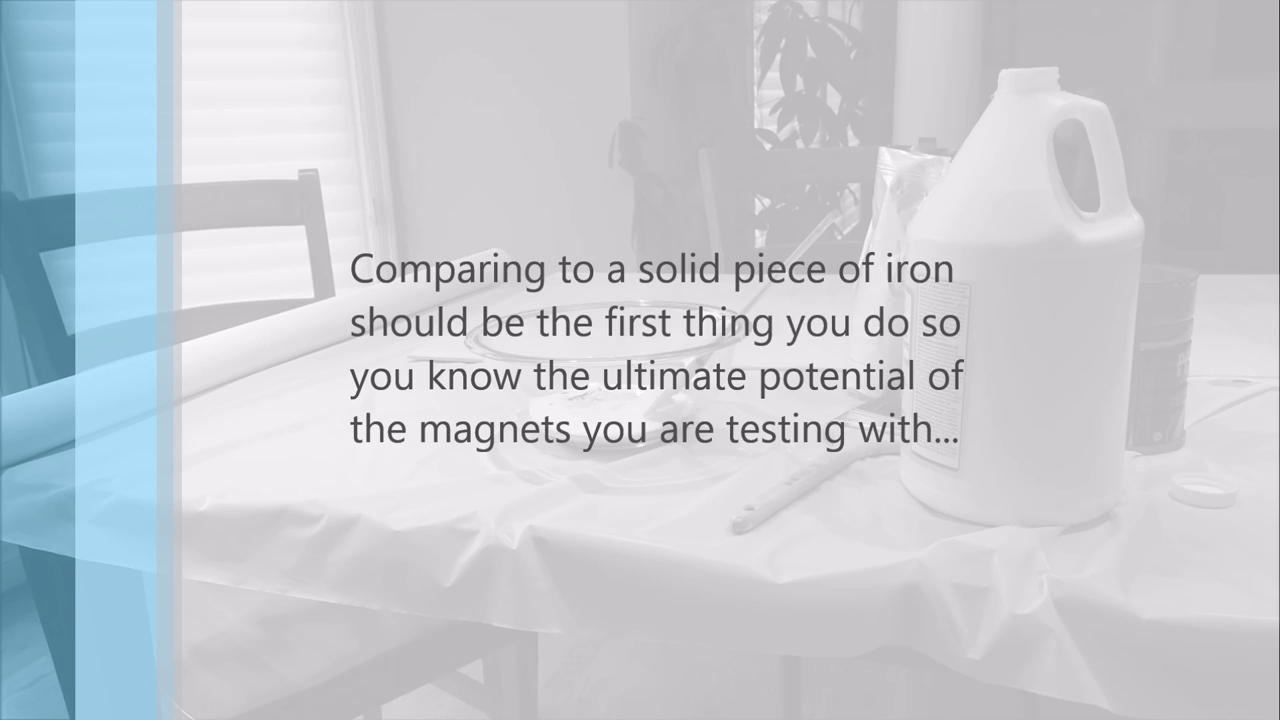 Comparing to a solid piece of iron
should be the first thing you do so
you know the ultimate potential of
the magnets you are testing with...